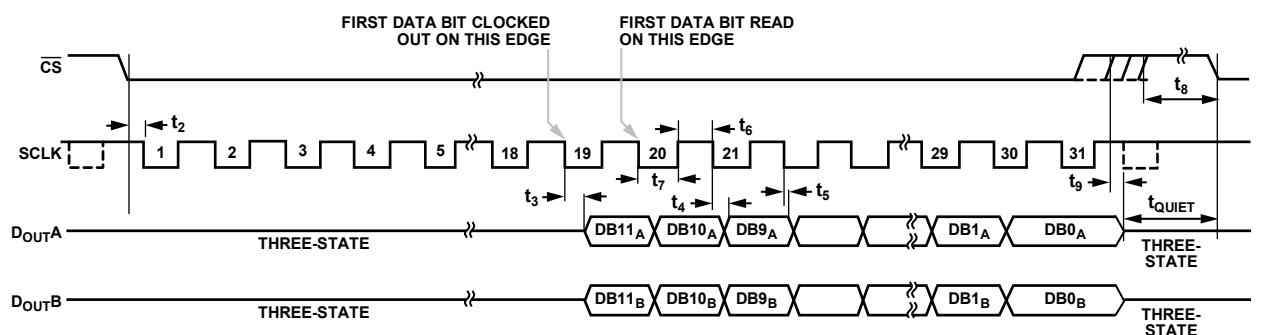 FIRST DATA BIT CLOCKED
OUT ON THIS EDGE
FIRST DATA BIT READ
ON THIS EDGE
CS
t8
t2
t6
SCLK
1 2 3 4 5 18 19 20 21 29 30 31
t3
t7
t4
t5
t9
tQUIET
DOUTA
THREE-STATE
DB11A DB10A DB9A DB1A DB0A
THREE-
STATE
DOUTB
THREE-STATE
DB11B DB10B DB9B DB1B DB0B
THREE-
STATE